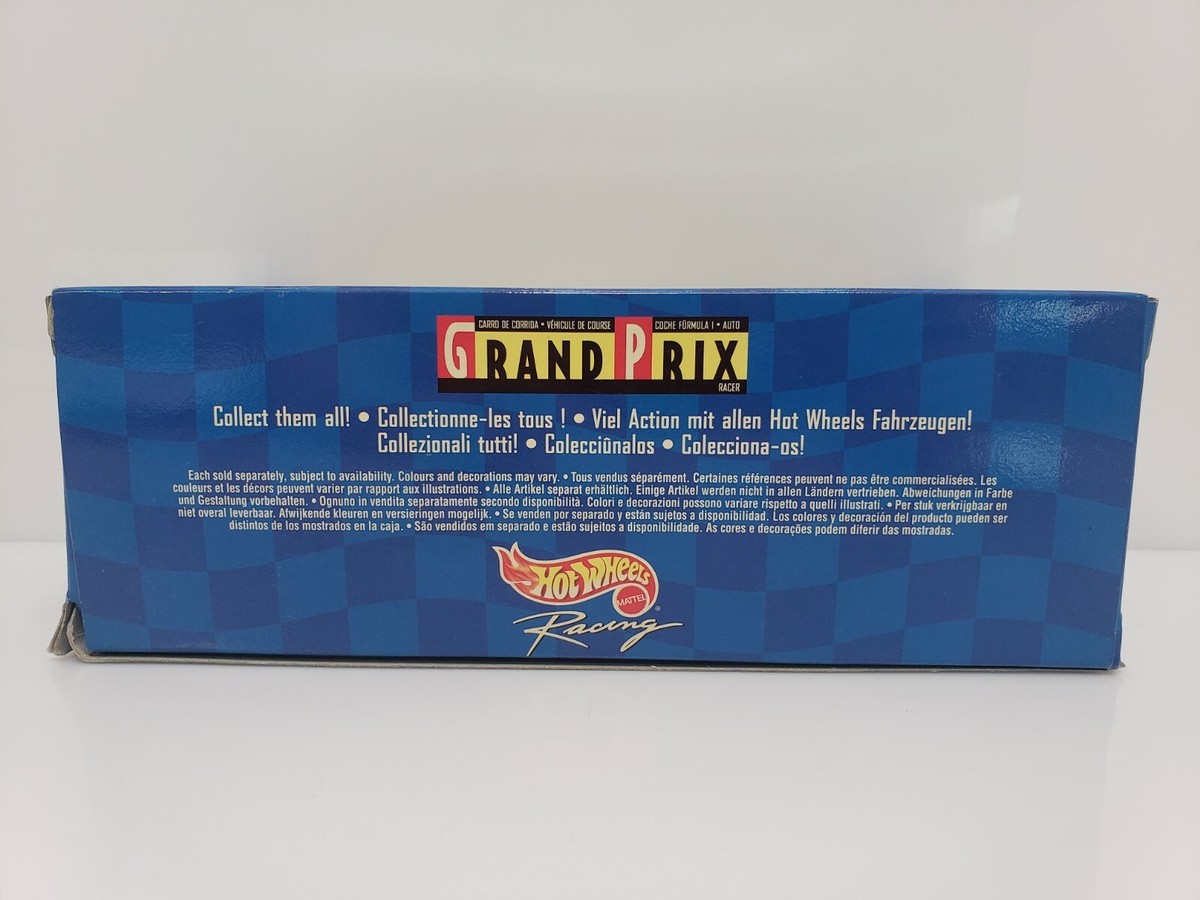 CARRO DE CORRIDA • VÉHICULE DE COURSE COCHE FÓRMULA 1 • AUTO
GRAND PRIX
RACER
Collect them all! • Collectionne-les tous ! • Viel Action mit allen Hot Wheels Fahrzeugen!
Collezionali tutti! • Colecciûnalos • Colecciona-os!
Each sold separately, subject to availability. Colours and decorations may vary. • Tous vendus séparément. Certaines références peuvent ne pas être commercialisées. Les
couleurs et les décors peuvent varier par rapport aux illustrations. • Alle Artikel separat erhältlich. Einige Artikel werden nicht in allen Ländern vertrieben. Abweichungen in Farbe
und Gestaltung vorbehalten. • Ognuno in vendita separatamente secondo disponibilità. Colori e decorazioni possono variare rispetto a quelli illustrati. • Per stuk verkrijgbaar en
niet overal leverbaar. Afwijkende kleuren en versieringen mogelijk. • Se venden por separado y están sujetos a disponibilidad. Los colores y decoración del producto pueden ser
distintos de los mostrados en la caja. • São vendidos em separado e estão sujeitos a disponibilidade. As cores e decorações podem diferir das mostradas.
Hot Wheels
MATTEL ®
Racing